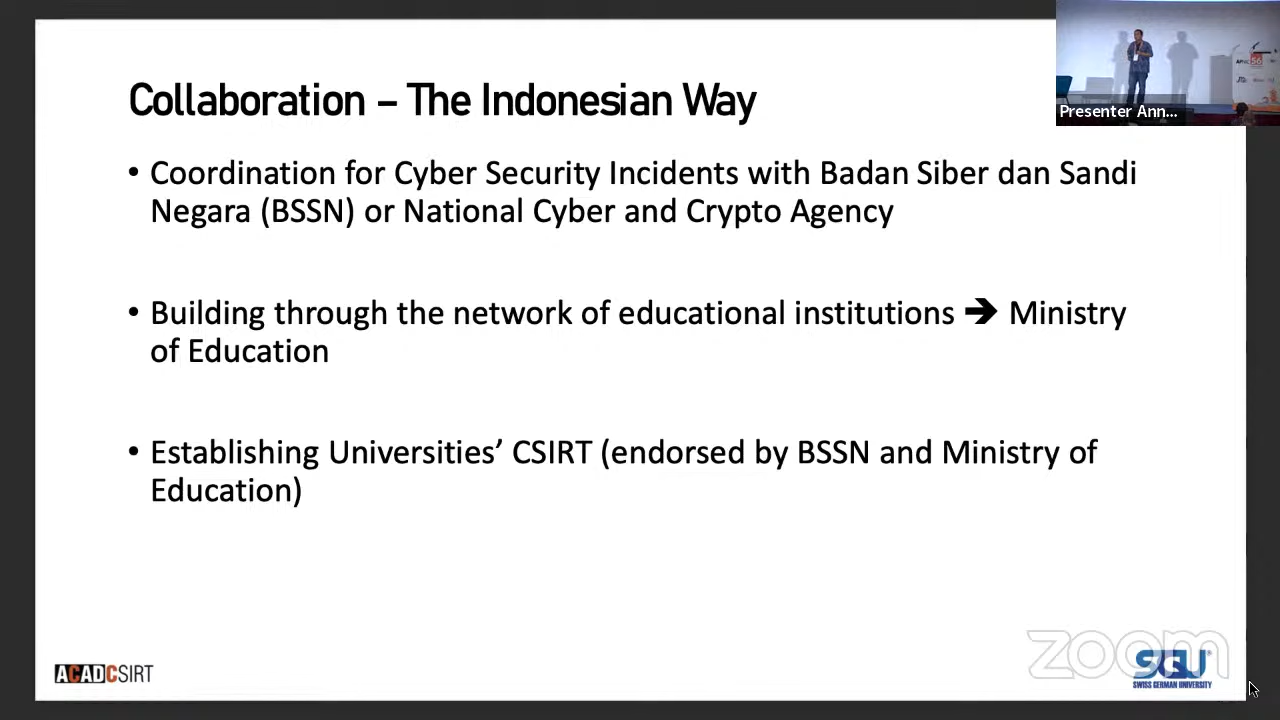 Collaboration – The Indonesian Way
• Coordination for Cyber Security Incidents with Badan Siber dan Sandi
Negara (BSSN) or National Cyber and Crypto Agency
• Building through the network of educational institutions ➔ Ministry
of Education
• Establishing Universities’ CSIRT (endorsed by BSSN and Ministry of
Education)
Presenter Ann...
ACADCSIRT
zoom
SGU
SWISS GERMAN UNIVERSITY